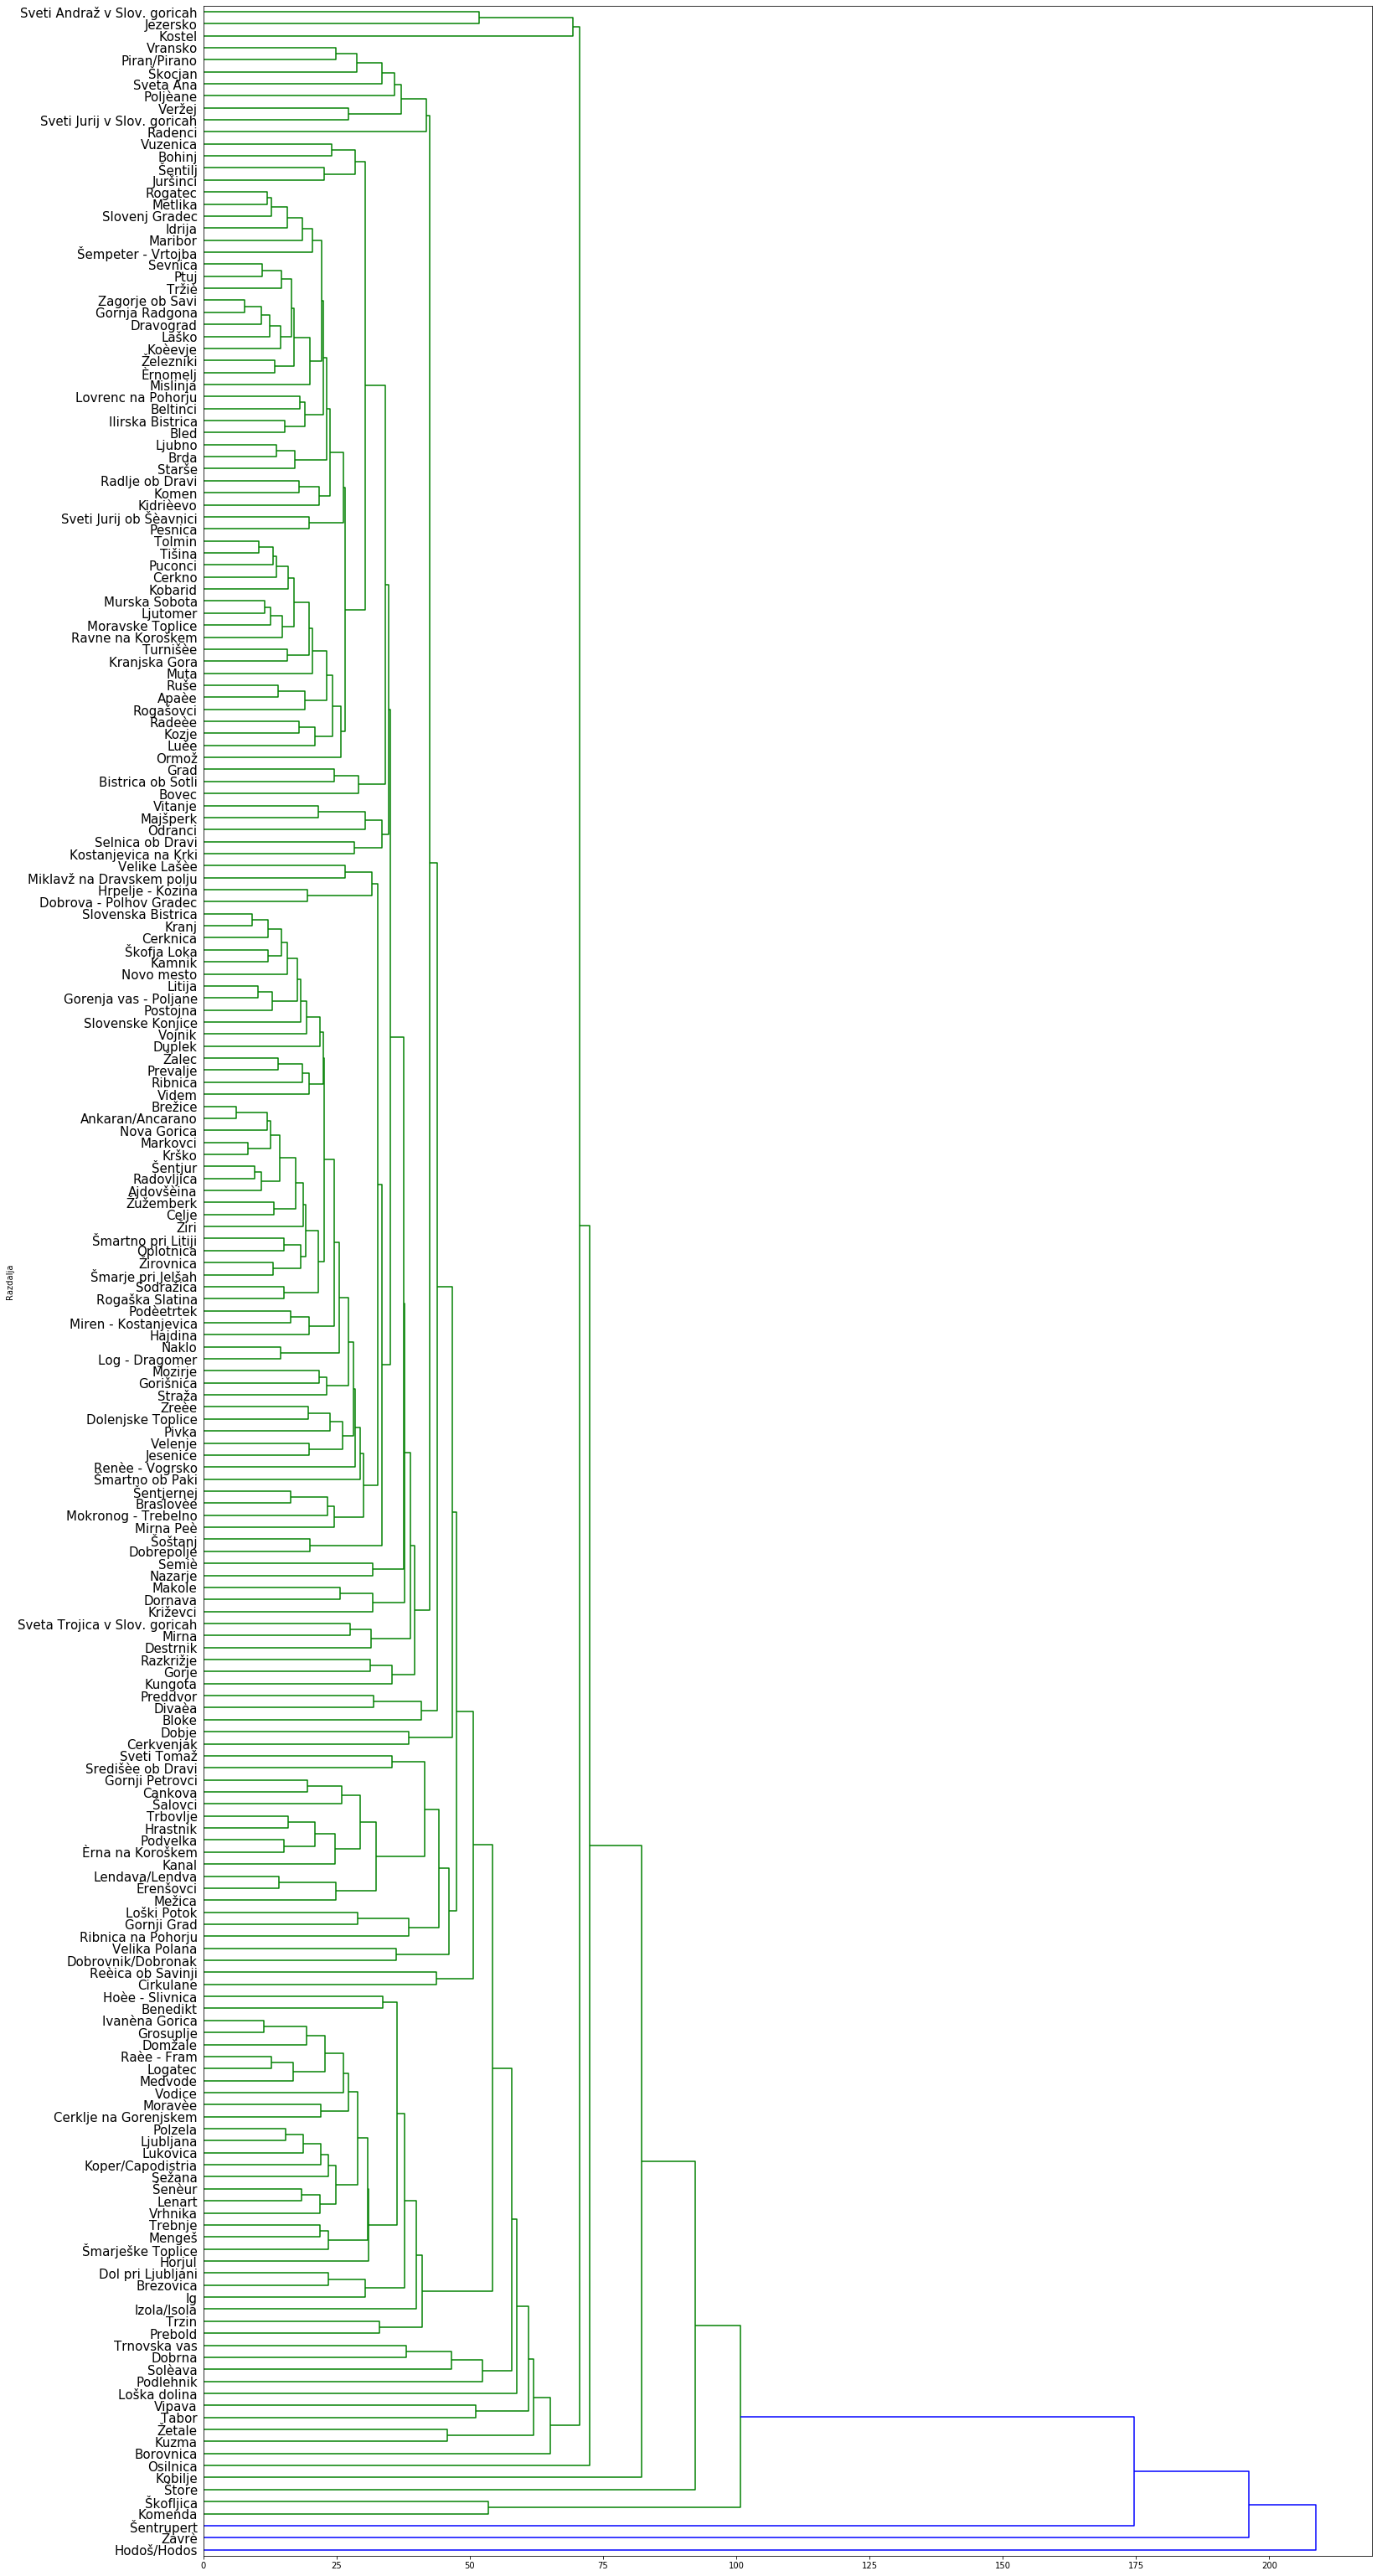 Sveti Andraž v Slov. goricah
Jezersko
Kostel
Vransko
Piran/Pirano
Škocjan
Sveta Ana
Poljèane
Veržej
Sveti Jurij v Slov. goricah
Radenci
Vuzenica
Bohinj
Šentilj
Juršinci
Rogatec
Metlika
Slovenj Gradec
Idrija
Maribor
Šempeter - Vrtojba
Sevnica
Ptuj
Tržiè
Zagorje ob Savi
Gornja Radgona
Dravograd
Laško
Koèevje
Železniki
Èrnomelj
Mislinja
Lovrenc na Pohorju
Beltinci
Ilirska Bistrica
Bled
Ljubno
Brda
Starše
Radlje ob Dravi
Komen
Kidrièevo
Sveti Jurij ob Šèavnici
Pesnica
Tolmin
Tišina
Puconci
Cerkno
Kobarid
Murska Sobota
Ljutomer
Moravske Toplice
Ravne na Koroškem
Turnišèe
Kranjska Gora
Muta
Ruše
Apaèe
Rogašovci
Radeèe
Kozje
Luèe
Ormož
Grad
Bistrica ob Sotli
Bovec
Vitanje
Majšperk
Odranci
Selnica ob Dravi
Kostanjevica na Krki
Velike Lašèe
Miklavž na Dravskem polju
Hrpelje - Kozina
Dobrova - Polhov Gradec
Slovenska Bistrica
Kranj
Cerknica
Škofja Loka
Kamnik
Novo mesto
Litija
Gorenja vas - Poljane
Postojna
Slovenske Konjice
Vojnik
Duplek
Žalec
Prevalje
Ribnica
Videm
Brežice
Ankaran/Ancarano
Nova Gorica
Markovci
Krško
Šentjur
Radovljica
Ajdovšèina
Žužemberk
Celje
Žiri
Šmartno pri Litiji
Oplotnica
Žirovnica
Šmarje pri Jelšah
Sodražica
Rogaška Slatina
Podèetrtek
Miren - Kostanjevica
Hajdina
Naklo
Log - Dragomer
Mozirje
Gorišnica
Straža
Zreèe
Dolenjske Toplice
Pivka
Velenje
Jesenice
Renèe - Vogrsko
Šmartno ob Paki
Šentjernej
Braslovèe
Mokronog - Trebelno
Mirna Peè
Šoštanj
Dobrepolje
Semiè
Nazarje
Makole
Dornava
Križevci
Sveta Trojica v Slov. goricah
Mirna
Destrnik
Razkrižje
Gorje
Kungota
Preddvor
Divaèa
Bloke
Dobje
Cerkvenjak
Sveti Tomaž
Središèe ob Dravi
Gornji Petrovci
Cankova
Šalovci
Trbovlje
Hrastnik
Podvelka
Èrna na Koroškem
Kanal
Lendava/Lendva
Èrenšovci
Mežica
Loški Potok
Gornji Grad
Ribnica na Pohorju
Velika Polana
Dobrovnik/Dobronak
Reèica ob Savinji
Cirkulane
Hoèe - Slivnica
Benedikt
Ivanèna Gorica
Grosuplje
Domžale
Raèe - Fram
Logatec
Medvode
Vodice
Moravèe
Cerklje na Gorenjskem
Polzela
Ljubljana
Lukovica
Koper/Capodistria
Sežana
Šenèur
Lenart
Vrhnika
Trebnje
Mengeš
Šmarješke Toplice
Horjul
Dol pri Ljubljani
Brezovica
Ig
Izola/Isola
Trzin
Prebold
Trnovska vas
Dobrna
Solèava
Podlehnik
Loška dolina
Vipava
Tabor
Žetale
Kuzma
Borovnica
Osilnica
Kobilje
Štore
Škofljica
Komenda
Šentrupert
Zavrè
Hodoš/Hodos
Razdalja
0 25 50 75 100 125 150 175 200